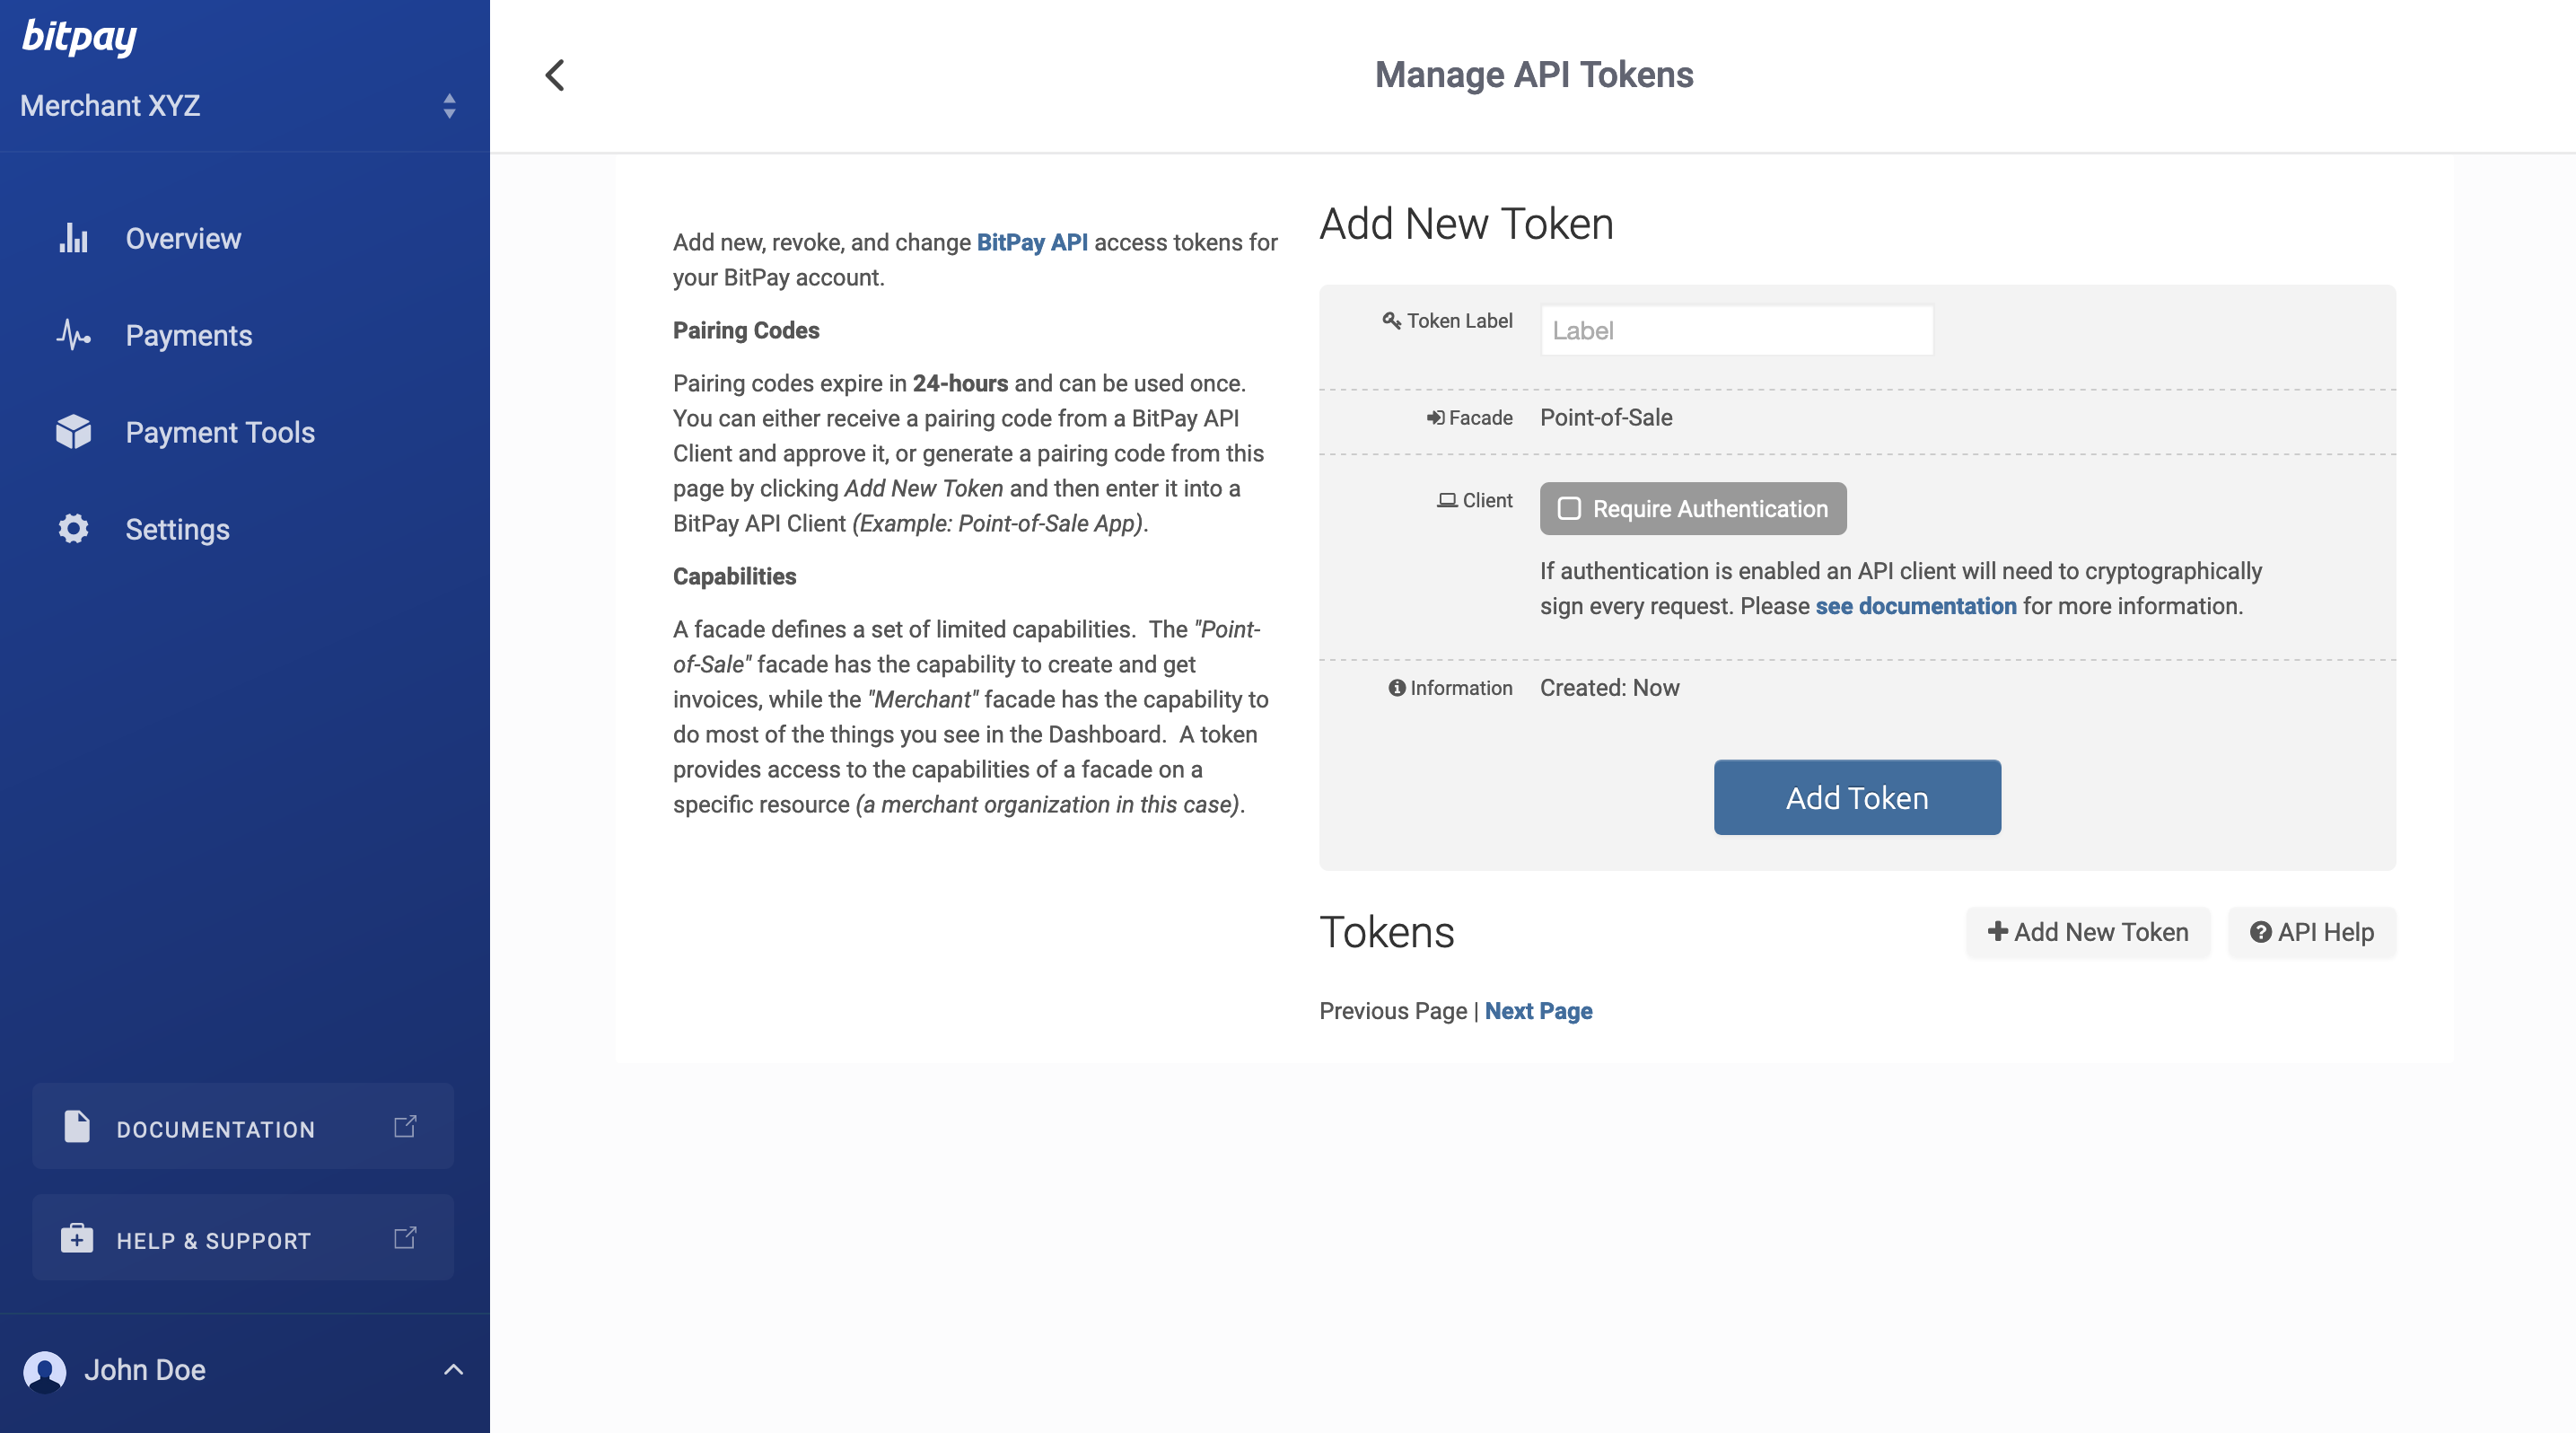 bitpay
Merchant XYZ
Overview
Payments
Payment Tools
Settings
DOCUMENTATION
HELP & SUPPORT
John Doe
Manage API Tokens
Add new, revoke, and change BitPay API access tokens for
your BitPay account.
Pairing Codes
Pairing codes expire in 24-hours and can be used once.
You can either receive a pairing code from a BitPay API
Client and approve it, or generate a pairing code from this
page by clicking Add New Token and then enter it into a
BitPay API Client (Example: Point-of-Sale App).
Capabilities
A facade defines a set of limited capabilities. The "Point-
of-Sale" facade has the capability to create and get
invoices, while the "Merchant" facade has the capability to
do most of the things you see in the Dashboard. A token
provides access to the capabilities of a facade on a
specific resource (a merchant organization in this case).
Add New Token
Token Label
Label
Facade Point-of-Sale
Client
Require Authentication
If authentication is enabled an API client will need to cryptographically
sign every request. Please see documentation for more information.
Information Created: Now
Add Token
Tokens
Add New Token
API Help
Previous Page | Next Page